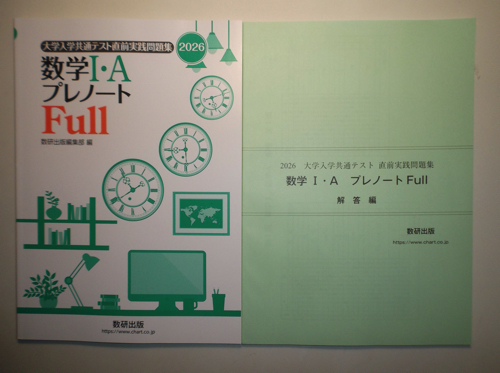 大学入学共通テスト直前実践問題集
2026
数学I・A
プレノート
Full
数研出版編集部 編
数研出版
https://www.chart.co.jp
2026 大学入学共通テスト 直前実践問題集
数学 I・A プレノート Full
解 答 編
数研出版
https://www.chart.co.jp